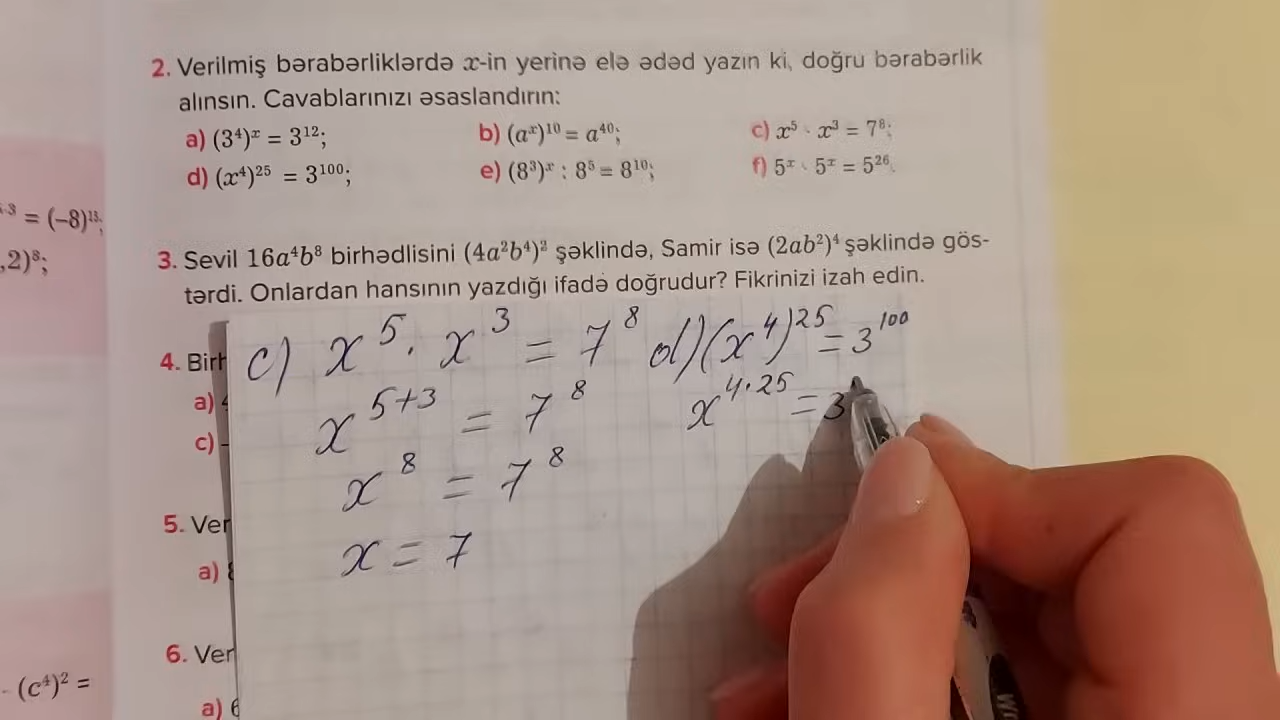 2. Verilmiş bərabərliklərdə x-in yerinə elə ədəd yazın ki, doğru bərabərlik
alınsın. Cavablarınızı əsaslandırın:
a) (3⁴)ˣ = 3¹²; b) (aˣ)¹⁰ = a⁴⁰; c) x⁵ · x³ = 7⁸;
d) (x⁴)²⁵ = 3¹⁰⁰; e) (8³)ˣ : 8⁵ = 8¹⁰; f) 5ˣ · 5ˣ = 5²⁶.
= (–8)¹⁸;
,2)⁸;
3. Sevil 16a⁴b⁸ birhədlisini (4a²b⁴)² şəklində, Samir isə (2ab²)⁴ şəklində gös-
tərdi. Onlardan hansının yazdığı ifadə doğrudur? Fikrinizi izah edin.
4. Birh
a)
c) –
5. Ver
a)
6. Ver
a) 6
– (c⁴)² =
c) x⁵ · x³ = 7⁸
x⁵⁺³ = 7⁸
x⁸ = 7⁸
x = 7
d) (x⁴)²⁵ = 3¹⁰⁰
x⁴·²⁵ = 3